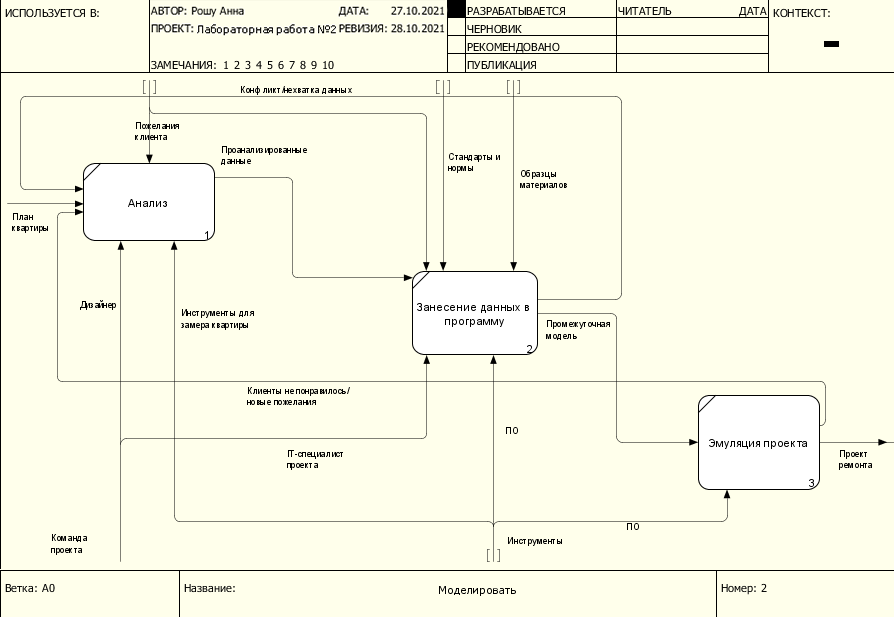 ИСПОЛЬЗУЕТСЯ В:
АВТОР: Рошу Анна
ДАТА: 27.10.2021
ПРОЕКТ: Лабораторная работа №2
РЕВИЗИЯ: 28.10.2021
ЗАМЕЧАНИЯ: 1 2 3 4 5 6 7 8 9 10
РАЗРАБАТЫВАЕТСЯ
ЧЕРНОВИК
РЕКОМЕНДОВАНО
ПУБЛИКАЦИЯ
ЧИТАТЕЛЬ
ДАТА
КОНТЕКСТ:
Конфликт/нехватка данных
Пожелания
клиента
Проанализированные
данные
Стандарты и
нормы
Образцы
материалов
Анализ
1
План
квартиры
Дизайнер
Инструменты для
замера квартиры
Занесение данных в
программу
2
Промежуточная
модель
Клиенты не понравилось/
новые пожелания
ПО
Эмуляция проекта
3
IT-специалист
проекта
Проект
ремонта
ПО
Команда
проекта
Инструменты
Ветка: A0
Название:
Моделировать
Номер: 2